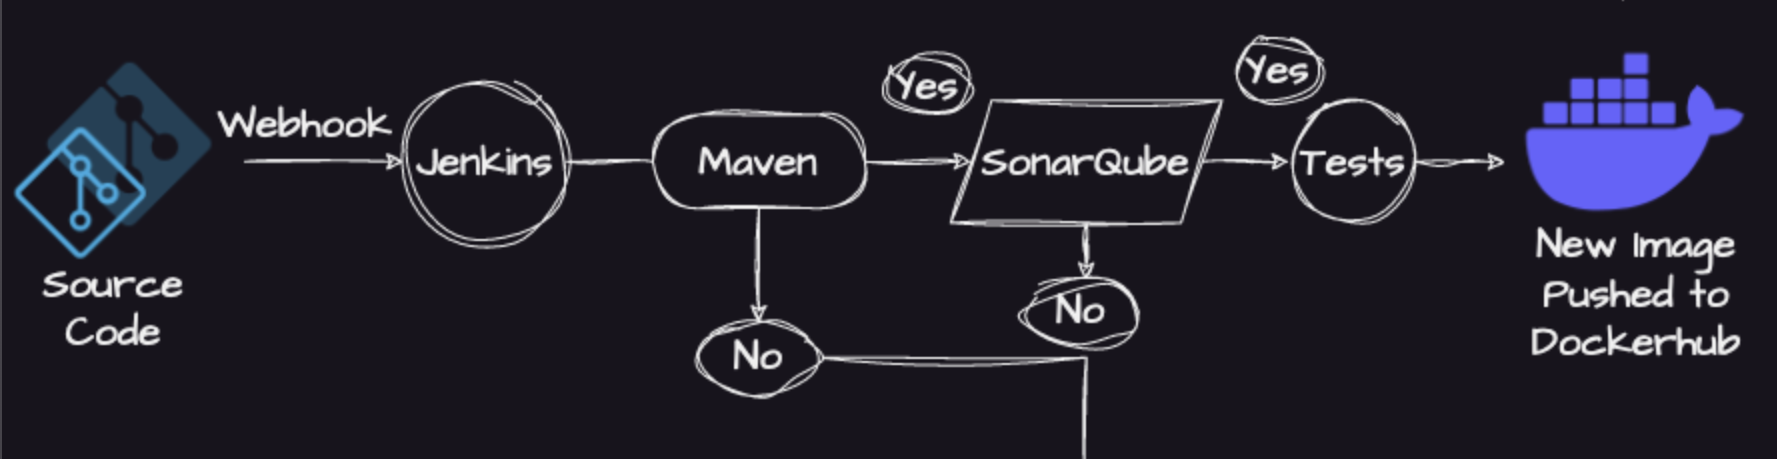 Webhook
Jenkins
Maven
Yes
SonarQube
Yes
Tests
No
No
Source
Code
New Image
Pushed to
Dockerhub